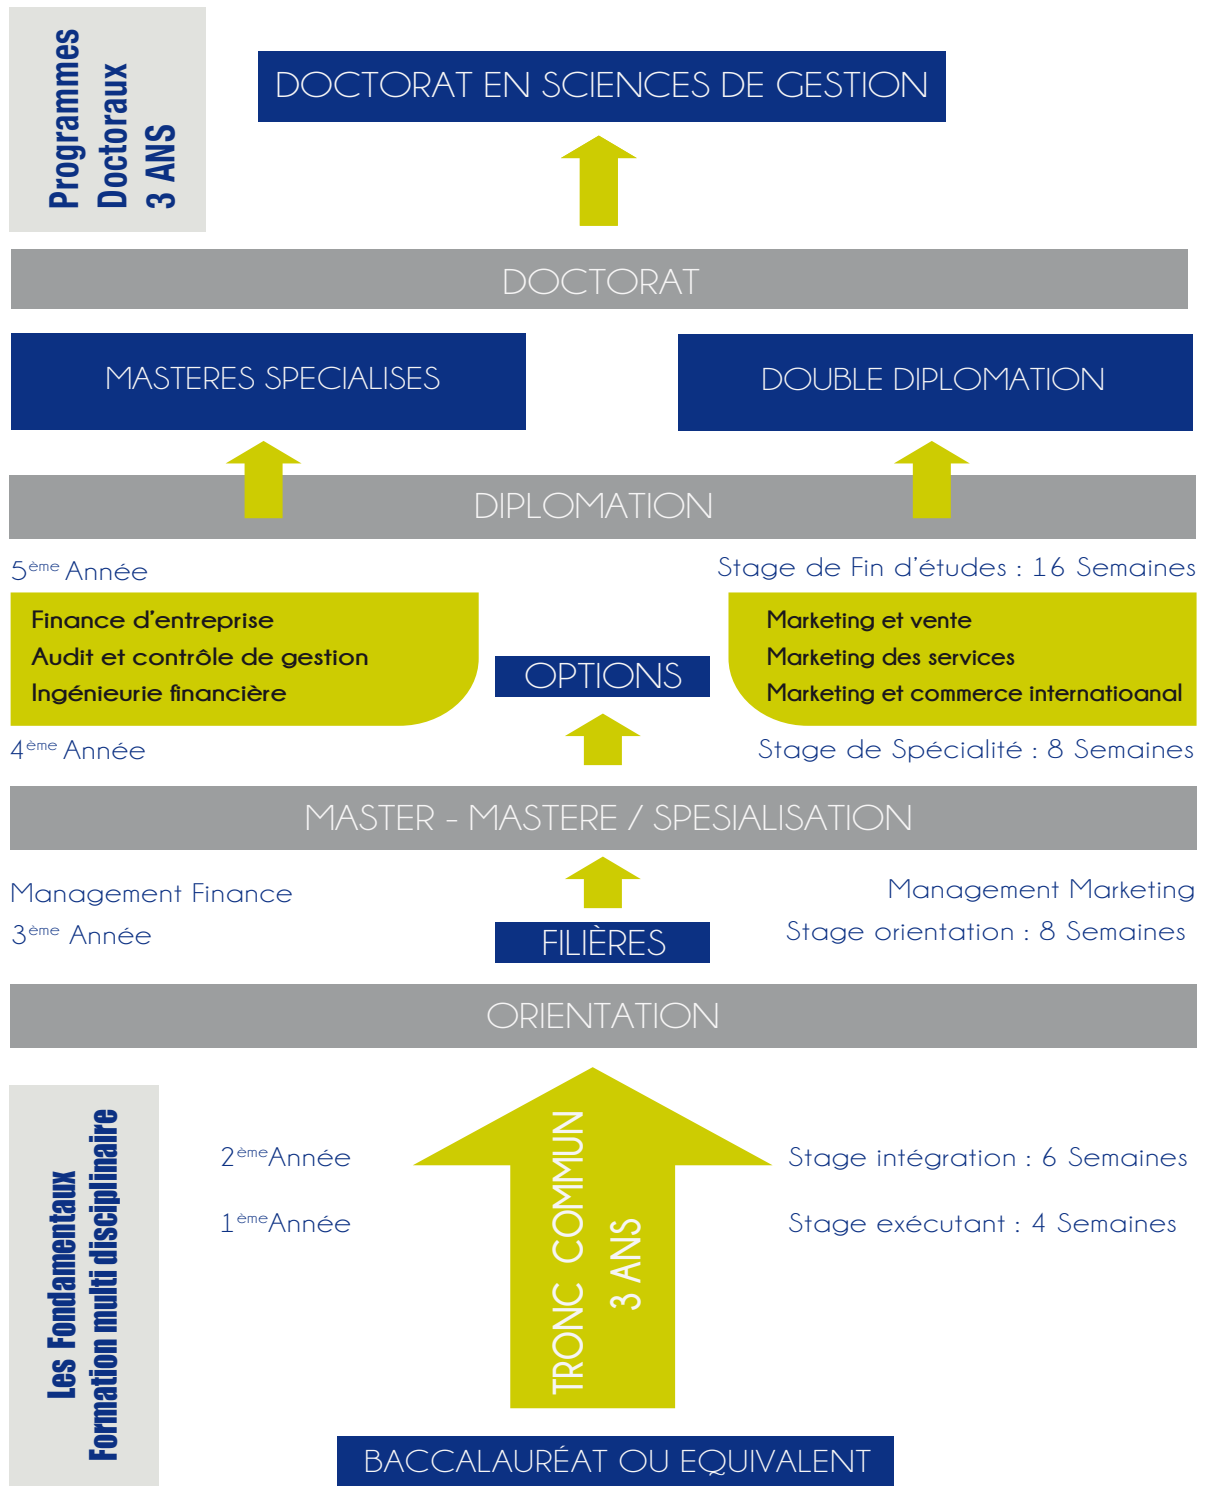 Programmes
Doctoraux
3 ANS
DOCTORAT EN SCIENCES DE GESTION
DOCTORAT
MASTERES SPECIALISES
DOUBLE DIPLOMATION
DIPLOMATION
5ème Année
Stage de Fin d'études : 16 Semaines
Finance d'entreprise
Audit et contrôle de gestion
Ingénieurie financière
OPTIONS
Marketing et vente
Marketing des services
Marketing et commerce internatioanal
4ème Année
Stage de Spécialité : 8 Semaines
MASTER - MASTERE / SPESIALISATION
Management Finance
Management Marketing
3ème Année
FILIÈRES
Stage orientation : 8 Semaines
ORIENTATION
Les Fondamentaux
Formation multi disciplinaire
2ème Année
Stage intégration : 6 Semaines
1ème Année
Stage exécutant : 4 Semaines
TRONC COMMUN
3 ANS
BACCALAURÉAT OU EQUIVALENT